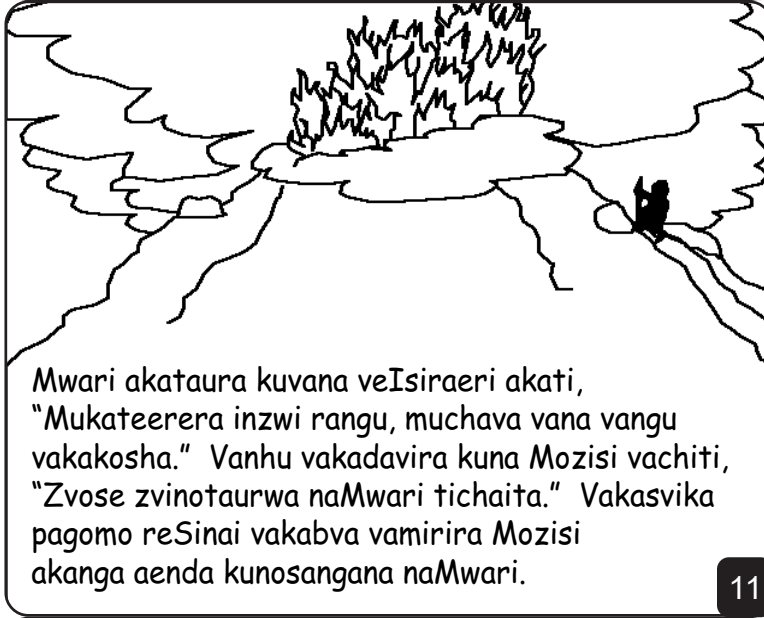 Mwari akataura kuvana veIsiraeri akati,
“Mukateerera inzwi rangu, muchava vana vangu
vakakosha.”  Vanhu vakadavira kuna Mozisi vachiti,
“Zvose zvinotaurwa naMwari tichaita.”  Vakasvika
pagomo reSinai vakabva vamirira Mozisi
akanga aenda kunosangana naMwari.
11